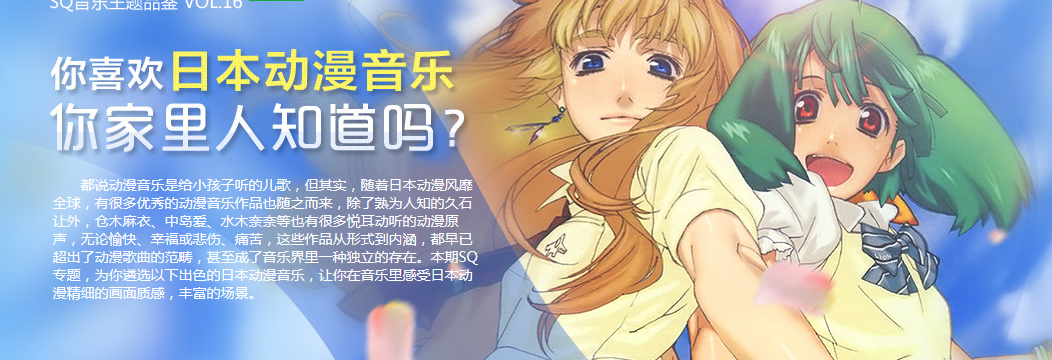 SQ音乐主题品鉴 VOL.16
你喜欢日本动漫音乐
你家里人知道吗?
都说动漫音乐是给小孩子听的儿歌，但其实，随着日本动漫风靡
全球，有很多优秀的动漫音乐作品也随之而来，除了熟为人知的久石
让外，仓木麻衣、中岛爱、水木奈奈等也有很多悦耳动听的动漫原
声，无论愉快、幸福或悲伤、痛苦，这些作品从形式到内涵，都早已
超出了动漫歌曲的范畴，甚至成了音乐界里一种独立的存在。本期SQ
专题，为你遴选以下出色的日本动漫音乐，让你在音乐里感受日本动
漫精细的画面质感，丰富的场景。